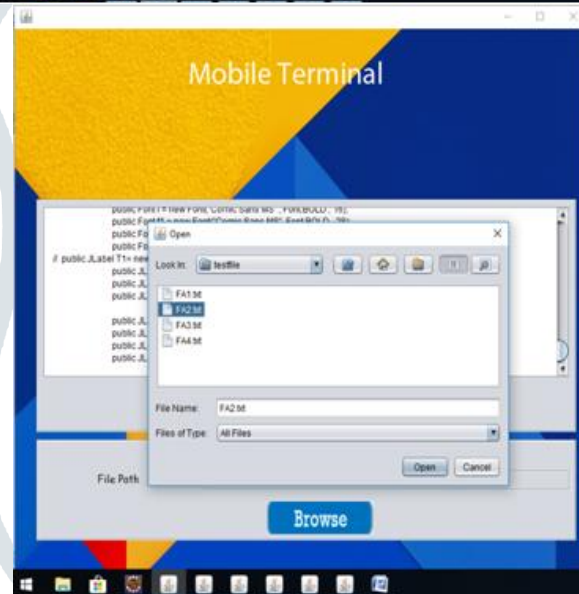 Mobile Terminal
public Font f = new Font("Comic Sans MS", Font.BOLD,
public Font f1 = new Font("Comic Sans MS", Font.BOLD,
public Fo
public Fo
// public JLabel T1= new
public JL
public JL
public JL
public JL
public JL
public JL
public JL
Open
Look In: testfile
FA1.txt
FA2.txt
FA3.txt
FA4.txt
File Name: FA2.txt
Files of Type: All Files
Open Cancel
File Path
Browse